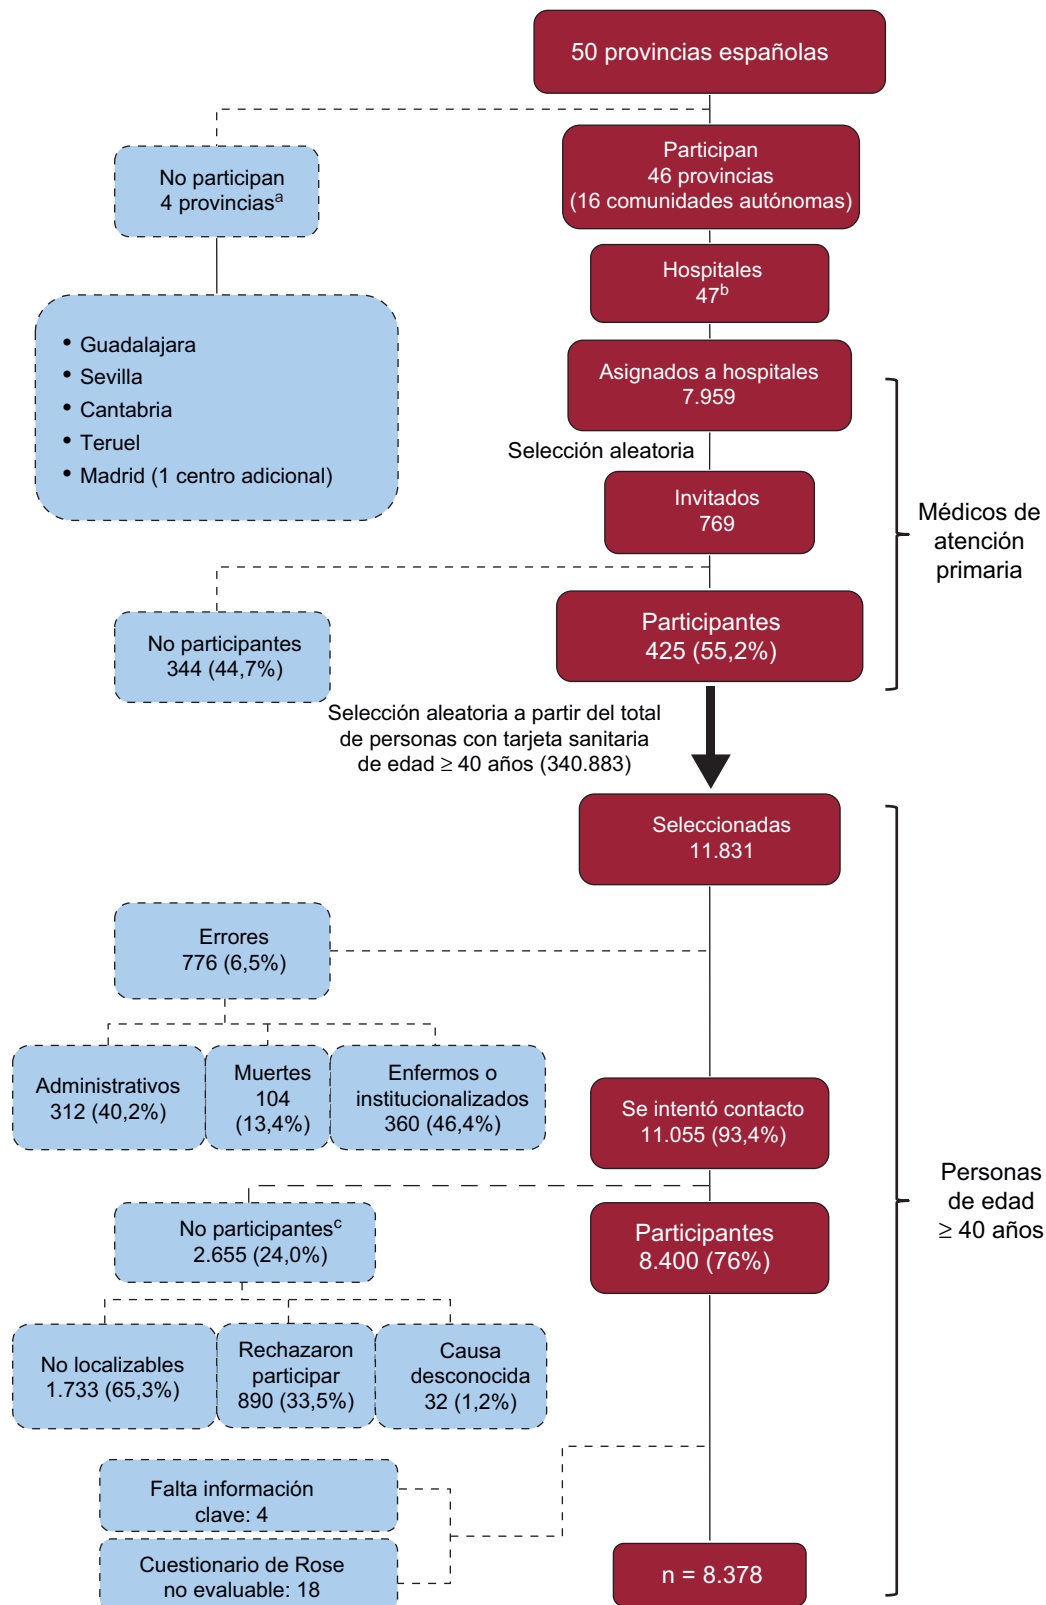 50 provincias españolas
No participan
4 provincias^a
Participan
46 provincias
(16 comunidades autónomas)
Hospitales
47^b
• Guadalajara
• Sevilla
• Cantabria
• Teruel
• Madrid (1 centro adicional)
Asignados a hospitales
7.959
Selección aleatoria
Invitados
769
Médicos de
atención
primaria
No participantes
344 (44,7%)
Participantes
425 (55,2%)
Selección aleatoria a partir del total
de personas con tarjeta sanitaria
de edad ≥ 40 años (340.883)
Seleccionadas
11.831
Errores
776 (6,5%)
Administrativos
312 (40,2%)
Muertes
104
(13,4%)
Enfermos o
institucionalizados
360 (46,4%)
Se intentó contacto
11.055 (93,4%)
Personas
de edad
≥ 40 años
No participantes^c
2.655 (24,0%)
Participantes
8.400 (76%)
No localizables
1.733 (65,3%)
Rechazaron
participar
890 (33,5%)
Causa
desconocida
32 (1,2%)
Falta información
clave: 4
Cuestionario de Rose
no evaluable: 18
n = 8.378